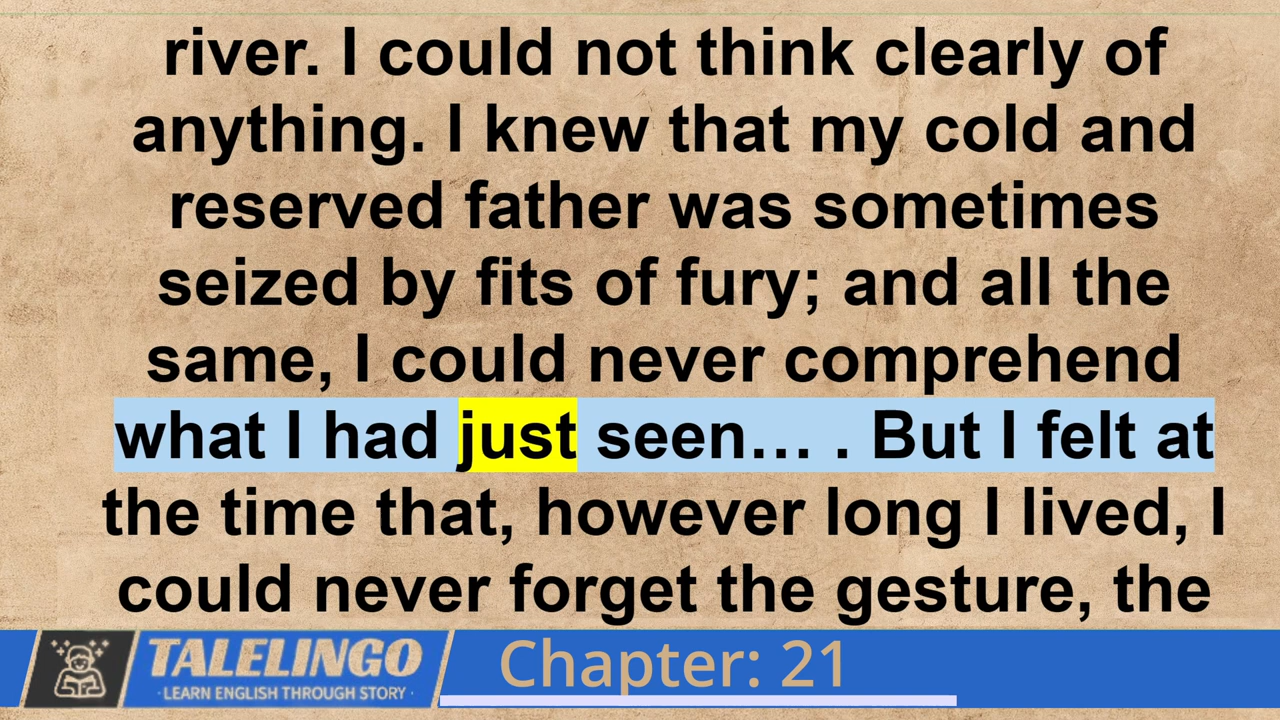 river. I could not think clearly of
anything. I knew that my cold and
reserved father was sometimes
seized by fits of fury; and all the
same, I could never comprehend
what I had just seen… . But I felt at
the time that, however long I lived, I
could never forget the gesture, the
TALELINGO
· LEARN ENGLISH THROUGH STORY ·
Chapter: 21